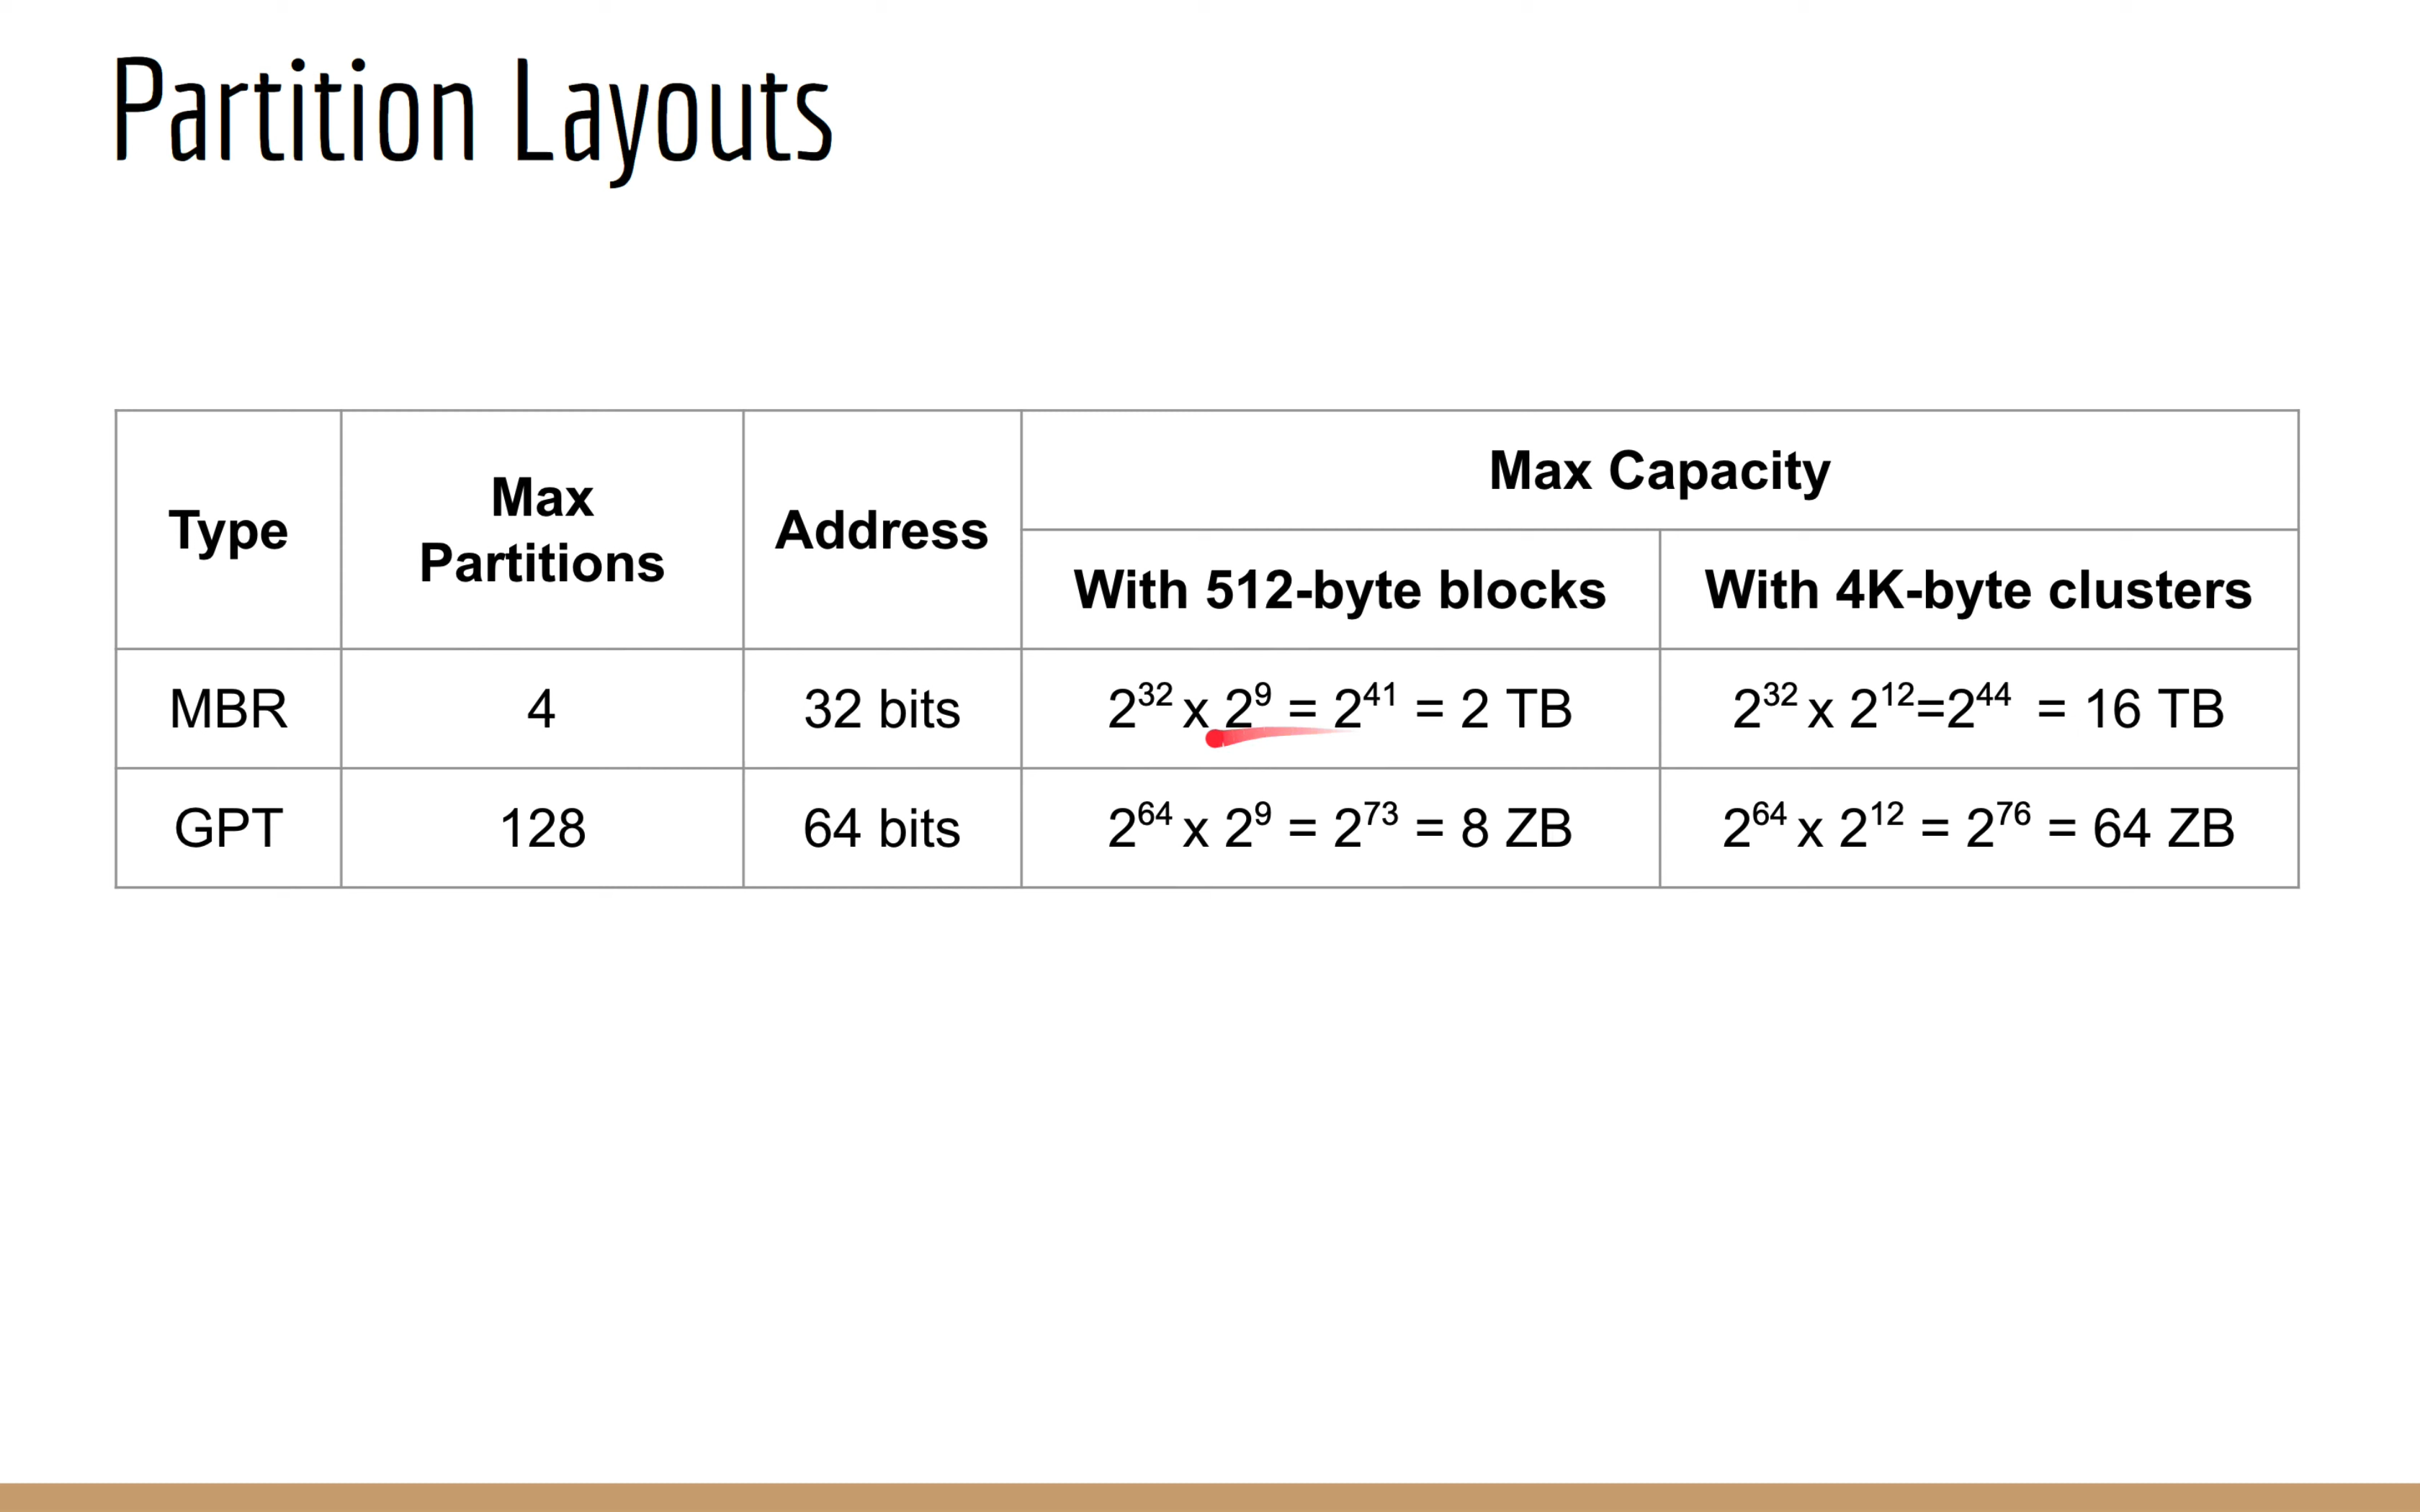 Partition Layouts
Type
Max
Partitions
Address
Max Capacity
With 512-byte blocks
With 4K-byte clusters
MBR
4
32 bits
2³² x 2⁹ = 2⁴¹ = 2 TB
2³² x 2¹²=2⁴⁴ = 16 TB
GPT
128
64 bits
2⁶⁴ x 2⁹ = 2⁷³ = 8 ZB
2⁶⁴ x 2¹² = 2⁷⁶ = 64 ZB